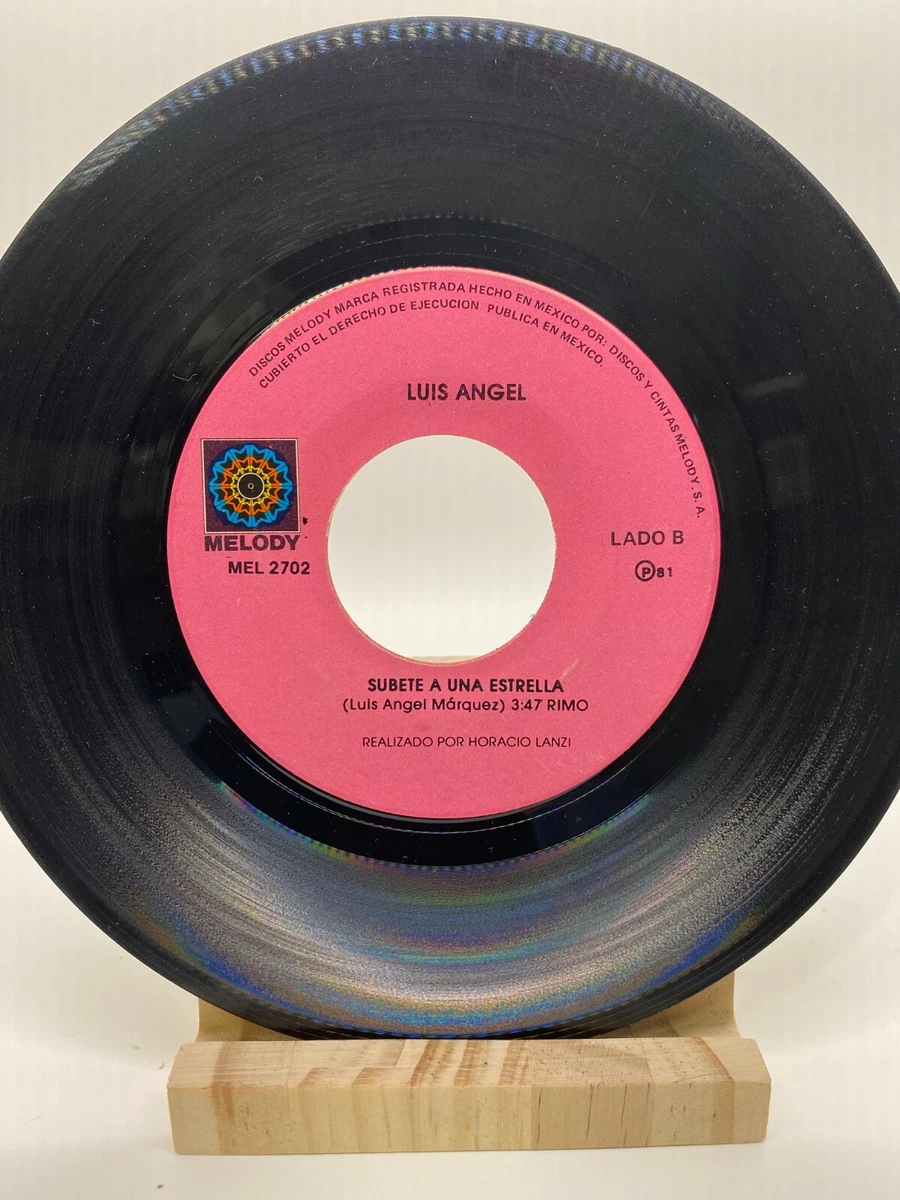 DISCOS MELODY MARCA REGISTRADA HECHO EN MEXICO POR: DISCOS Y CINTAS MELODY. S. A.
CUBIERTO EL DERECHO DE EJECUCION PUBLICA EN MEXICO.
LUIS ANGEL
MELODY
MEL 2702
LADO B
Ⓟ81
SUBETE A UNA ESTRELLA
(Luis Angel Márquez) 3:47 RIMO
REALIZADO POR HORACIO LANZI